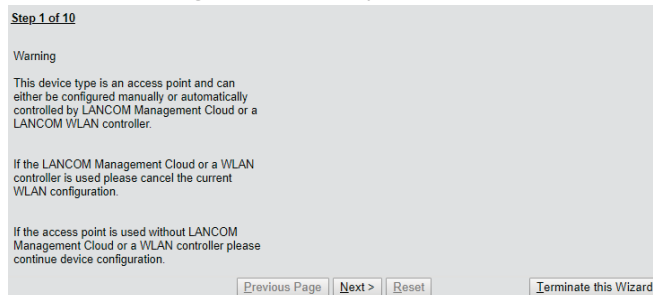 Step 1 of 10
Warning
This device type is an access point and can
either be configured manually or automatically
controlled by LANCOM Management Cloud or a
LANCOM WLAN controller.
If the LANCOM Management Cloud or a WLAN
controller is used please cancel the current
WLAN configuration.
If the access point is used without LANCOM
Management Cloud or a WLAN controller please
continue device configuration.
Previous Page Next > Reset Terminate this Wizard